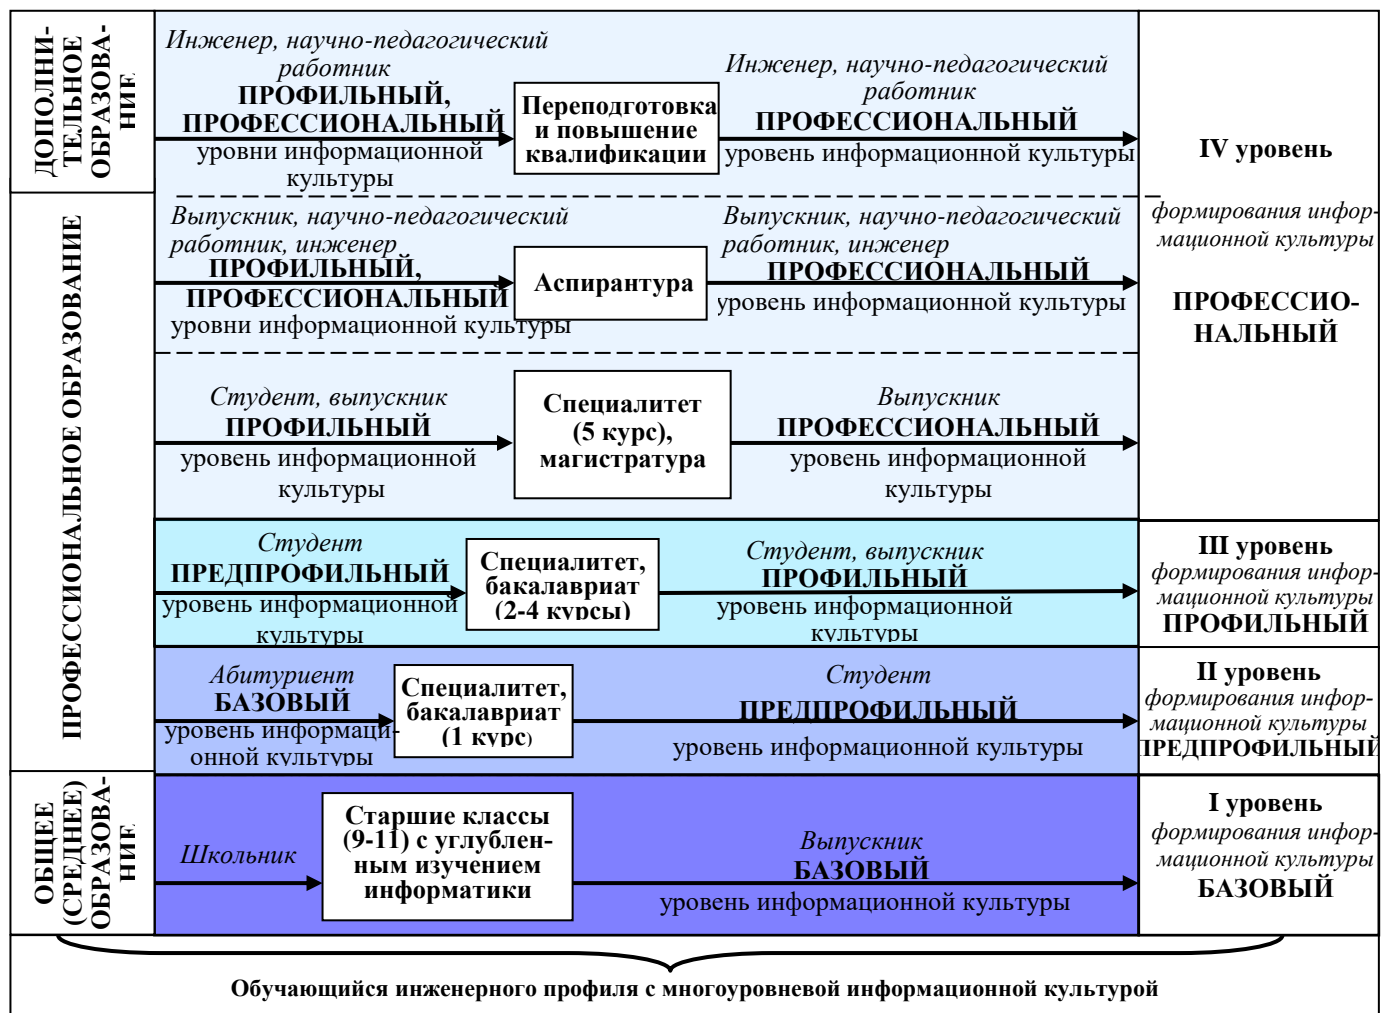 ДОПОЛНИ-
ТЕЛЬНОЕ
ОБРАЗОВА-
НИЕ
Инженер, научно-педагогический
работник
ПРОФИЛЬНЫЙ,
ПРОФЕССИОНАЛЬНЫЙ
уровни информационной
культуры
Переподготовка
и повышение
квалификации
Инженер, научно-педагогический
работник
ПРОФЕССИОНАЛЬНЫЙ
уровень информационной культуры
IV уровень
формирования инфор-
мационной культуры
ПРОФЕССИО-
НАЛЬНЫЙ
ПРОФЕССИОНАЛЬНОЕ ОБРАЗОВАНИЕ
Выпускник, научно-педагогический
работник, инженер
ПРОФИЛЬНЫЙ,
ПРОФЕССИОНАЛЬНЫЙ
уровни информационной культуры
Аспирантура
Выпускник, научно-педагогический
работник, инженер
ПРОФЕССИОНАЛЬНЫЙ
уровень информационной культуры
Студент, выпускник
ПРОФИЛЬНЫЙ
уровень информационной
культуры
Специалитет
(5 курс),
магистратура
Выпускник
ПРОФЕССИОНАЛЬНЫЙ
уровень информационной
культуры
Студент
ПРЕДПРОФИЛЬНЫЙ
уровень информационной
культуры
Специалитет,
бакалавриат
(2-4 курсы)
Студент, выпускник
ПРОФИЛЬНЫЙ
уровень информационной
культуры
III уровень
формирования инфор-
мационной культуры
ПРОФИЛЬНЫЙ
Абитуриент
БАЗОВЫЙ
уровень информаци-
онной культуры
Специалитет,
бакалавриат
(1 курс)
Студент
ПРЕДПРОФИЛЬНЫЙ
уровень информационной культуры
II уровень
формирования инфор-
мационной культуры
ПРЕДПРОФИЛЬНЫЙ
ОБЩЕЕ
(СРЕДНЕЕ)
ОБРАЗОВА-
НИЕ
Школьник
Старшие классы
(9-11) с углублен-
ным изучением
информатики
Выпускник
БАЗОВЫЙ
уровень информационной культуры
I уровень
формирования инфор-
мационной культуры
БАЗОВЫЙ
Обучающийся инженерного профиля с многоуровневой информационной культурой